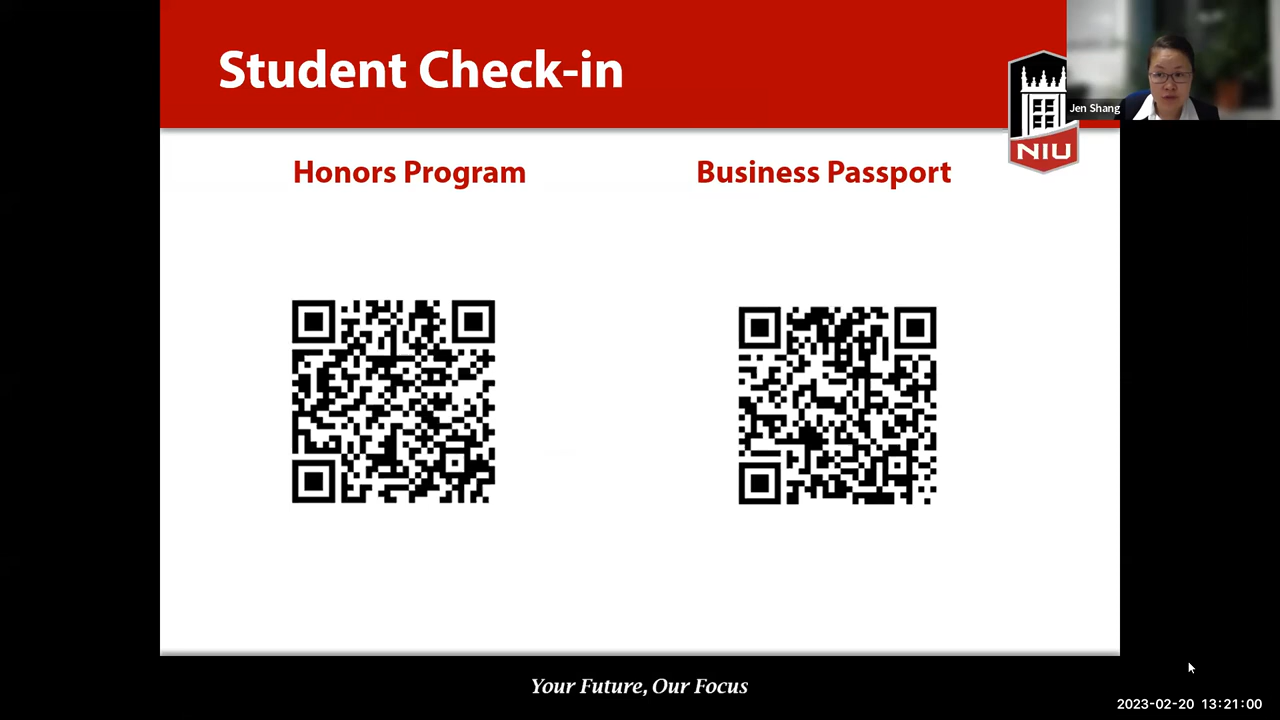 Student Check-in
Jen Shang
NIU
Honors Program
Business Passport
Your Future, Our Focus
2023-02-20 13:21:00